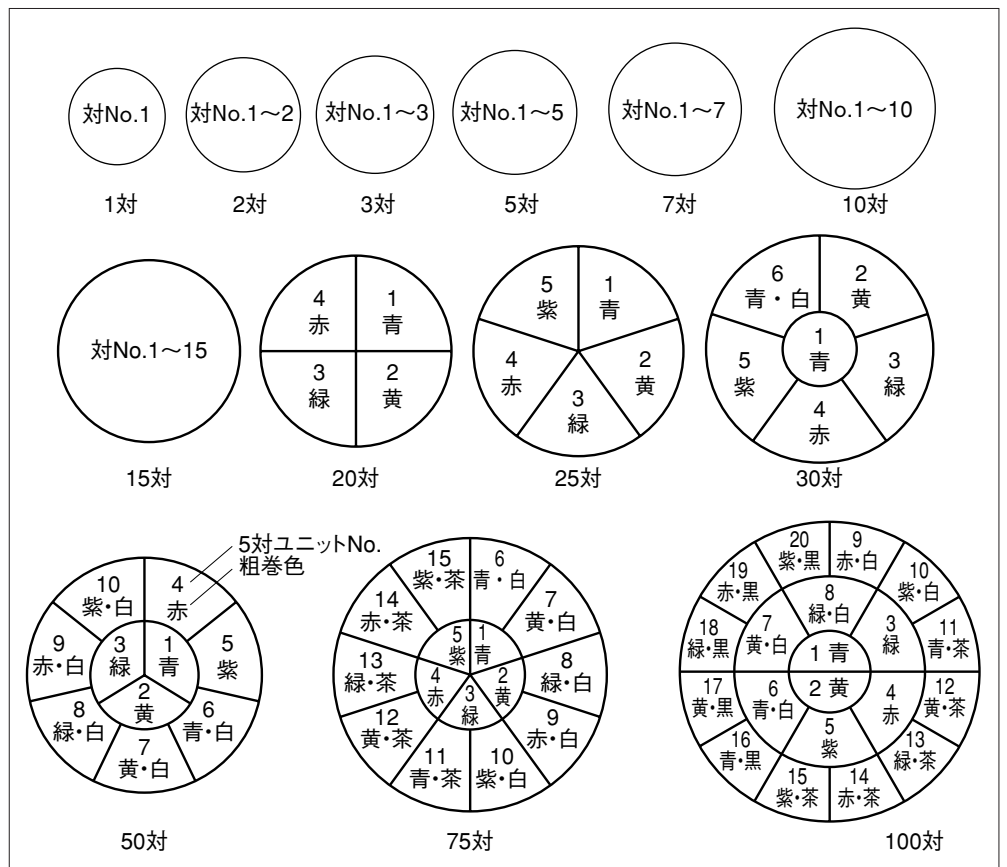 対No.1
対No.1～2
対No.1～3
対No.1～5
対No.1～7
対No.1～10
1対
2対
3対
5対
7対
10対
対No.1～15
4
赤
1
青
3
緑
2
黄
5
紫
1
青
4
赤
2
黄
3
緑
6
青・白
2
黄
1
青
5
紫
3
緑
4
赤
15対
20対
25対
30対
5対ユニットNo.
粗巻色
10
紫・白
4
赤
9
赤・白
3
緑
1
青
5
紫
2
黄
8
緑・白
6
青・白
7
黄・白
15
紫・茶
6
青・白
14
赤・茶
7
黄・白
5
紫
1
青
13
緑・茶
4
赤
2
黄
8
緑・白
3
緑
12
黄・茶
9
赤・白
11
青・茶
10
紫・白
20
紫・黒
9
赤・白
19
赤・黒
10
紫・白
8
緑・白
18
緑・黒
7
黄・白
3
緑
11
青・茶
1 青
2 黄
17
黄・黒
6
青・白
4
赤
12
黄・茶
5
紫
16
青・黒
13
緑・茶
15
紫・茶
14
赤・茶
50対
75対
100対